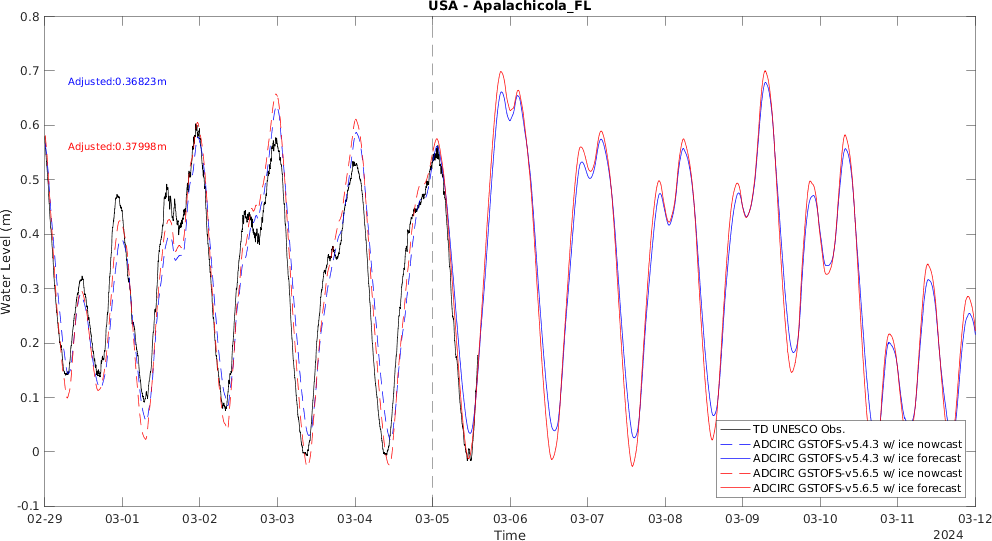 USA - Apalachicola_FL
0.8
0.7
0.6
0.5
0.4
0.3
0.2
0.1
0
-0.1
Water Level (m)
Adjusted:0.36823m
Adjusted:0.37998m
TD UNESCO Obs.
ADCIRC GSTOFS-v5.4.3 w/ ice nowcast
ADCIRC GSTOFS-v5.4.3 w/ ice forecast
ADCIRC GSTOFS-v5.6.5 w/ ice nowcast
ADCIRC GSTOFS-v5.6.5 w/ ice forecast
02-29 03-01 03-02 03-03 03-04 03-05 03-06 03-07 03-08 03-09 03-10 03-11 03-12
Time
2024